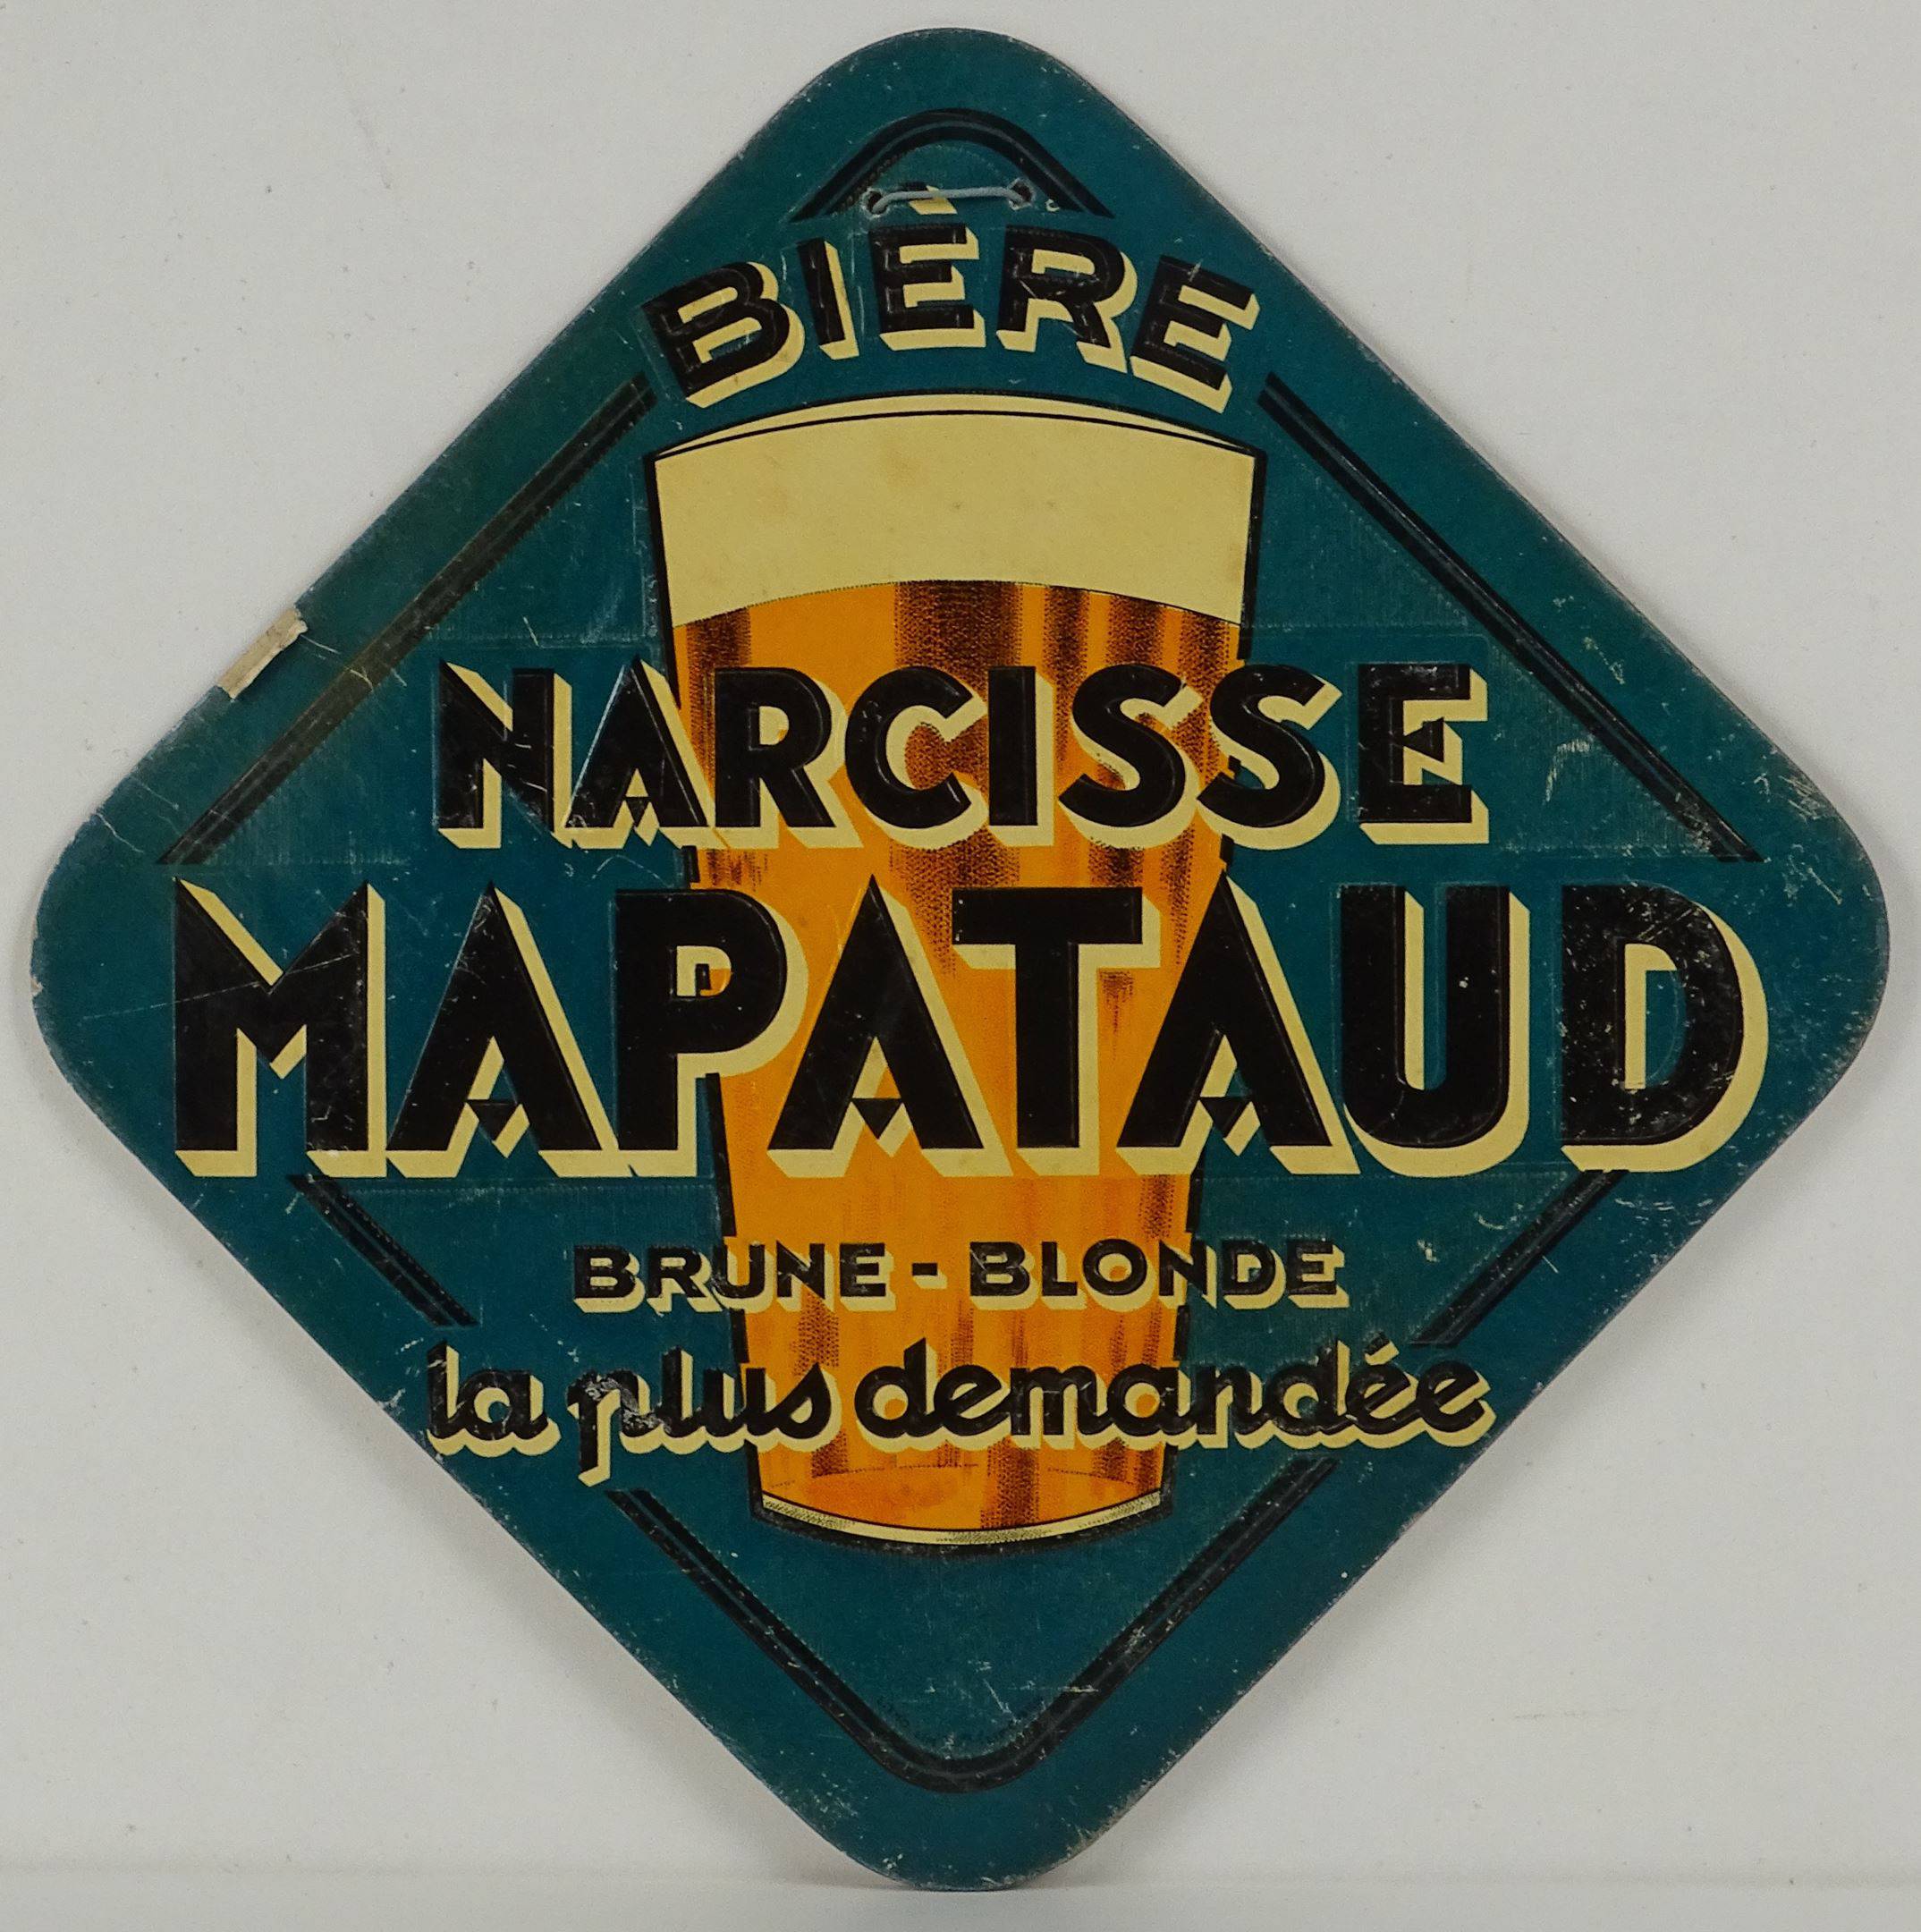 BIÈRE
NARCISSE
MAPATAUD
BRUNE - BLONDE
la plus demandée